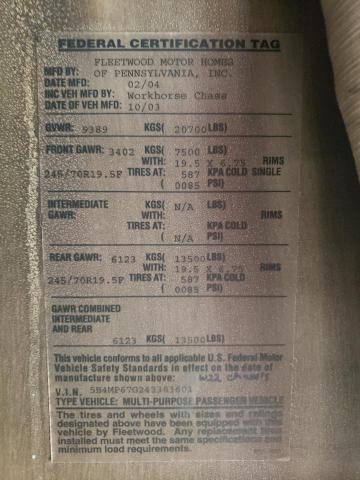 FEDERAL CERTIFICATION TAG
FLEETWOOD MOTOR HOMES
MFD BY: OF PENNSYLVANIA, INC.
DATE MFD: 02/04
INC VEH MFD BY: Workhorse Chass
DATE OF VEH MFD: 10/03
GVWR: 9389 KGS( 20700 LBS)
FRONT GAWR: 3402 KGS( 7500 LBS)
WITH: 19.5 X 6.75 RIMS
245/70R19.5F TIRES AT: 587 KPA COLD SINGLE
( 0085 PSI)
INTERMEDIATE KGS( N/A LBS)
GAWR: WITH: RIMS
TIRES AT: KPA COLD
( N/A PSI)
REAR GAWR: 6123 KGS( 13500 LBS)
WITH: 19.5 X 6.75 RIMS
245/70R19.5F TIRES AT: 587 KPA COLD
( 0085 PSI)
GAWR COMBINED
INTERMEDIATE
AND REAR
6123 KGS( 13500 LBS)
This vehicle conforms to all applicable U.S. Federal Motor
Vehicle Safety Standards in effect on the date of
manufacture shown above: W22 chassis
V.I.N. 5B4MP67G243383601
TYPE VEHICLE: MULTI-PURPOSE PASSENGER VEHICLE
The tires and wheels with sizes and ratings
designated above have been equipped with this
vehicle by Fleetwood. Any replacement tires
installed must meet the same specifications and
minimum load requirements.